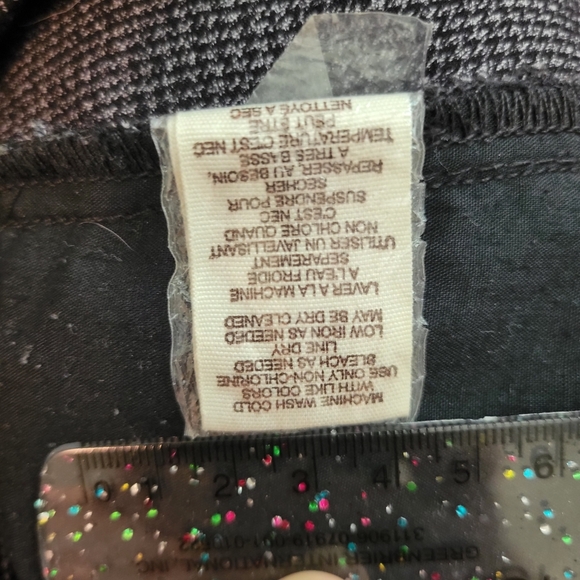 MACHINE WASH COLD
WITH LIKE COLORS
USE ONLY NON-CHLORINE
BLEACH AS NEEDED
LINE DRY
LOW IRON AS NEEDED
MAY BE DRY CLEANED
LAVER A LA MACHINE
A L'EAU FROIDE
SEPAREMENT
UTILISER UN JAVELLISANT
NON CHLORE QUAND
C'EST NEC
SUSPENDRE POUR
SECHER
REPASSER, AU BESOIN,
A TRES BASSE
TEMPERATURE C'EST NEC
PEUT ETRE
NETTOYE A SEC
0 1 2 3 4 5 6
GREENBRIER INTERNATIONAL, INC